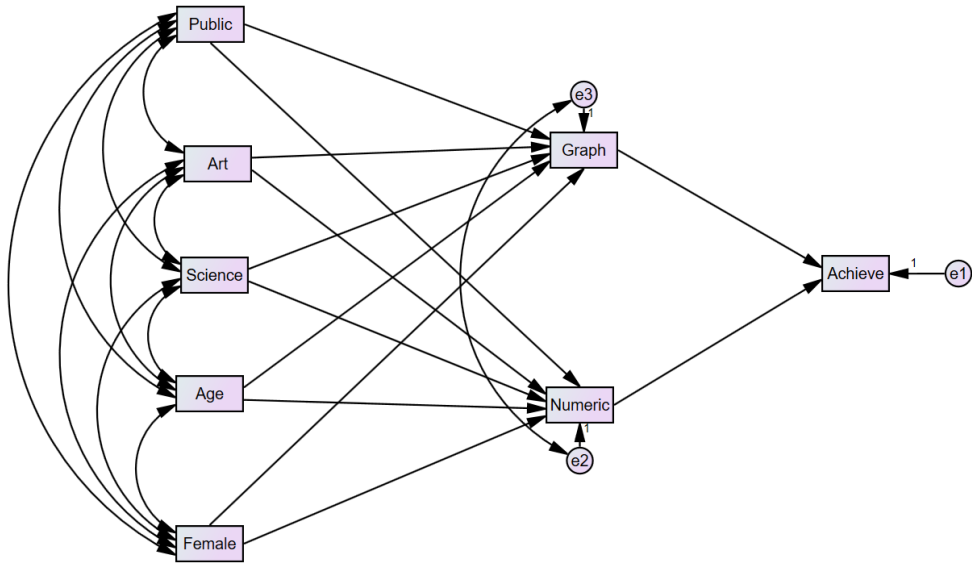 Public
e3
1
Graph
Art
Science
Achieve
1
e1
Age
Numeric
1
e2
Female